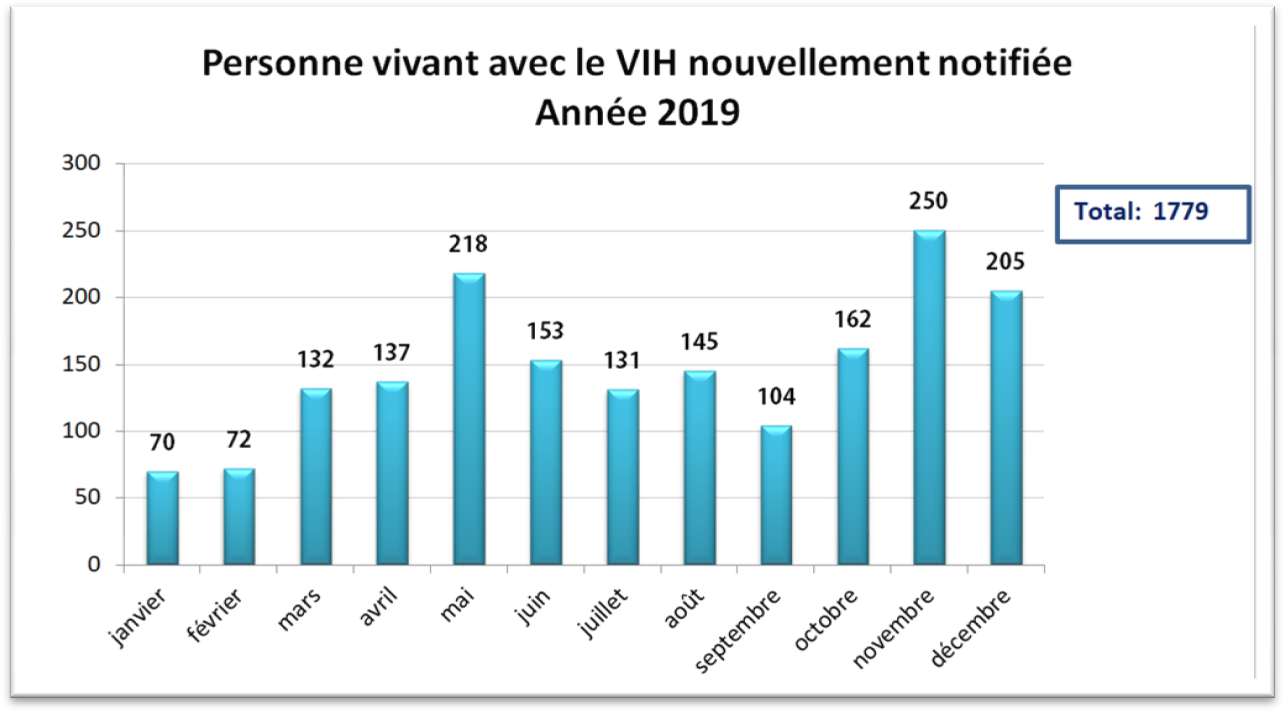 Personne vivant avec le VIH nouvellement notifiée
Année 2019
300
250
200
150
100
50
0
70
72
132
137
218
153
131
145
104
162
250
205
janvier
février
mars
avril
mai
juin
juillet
août
septembre
octobre
novembre
décembre
Total: 1779